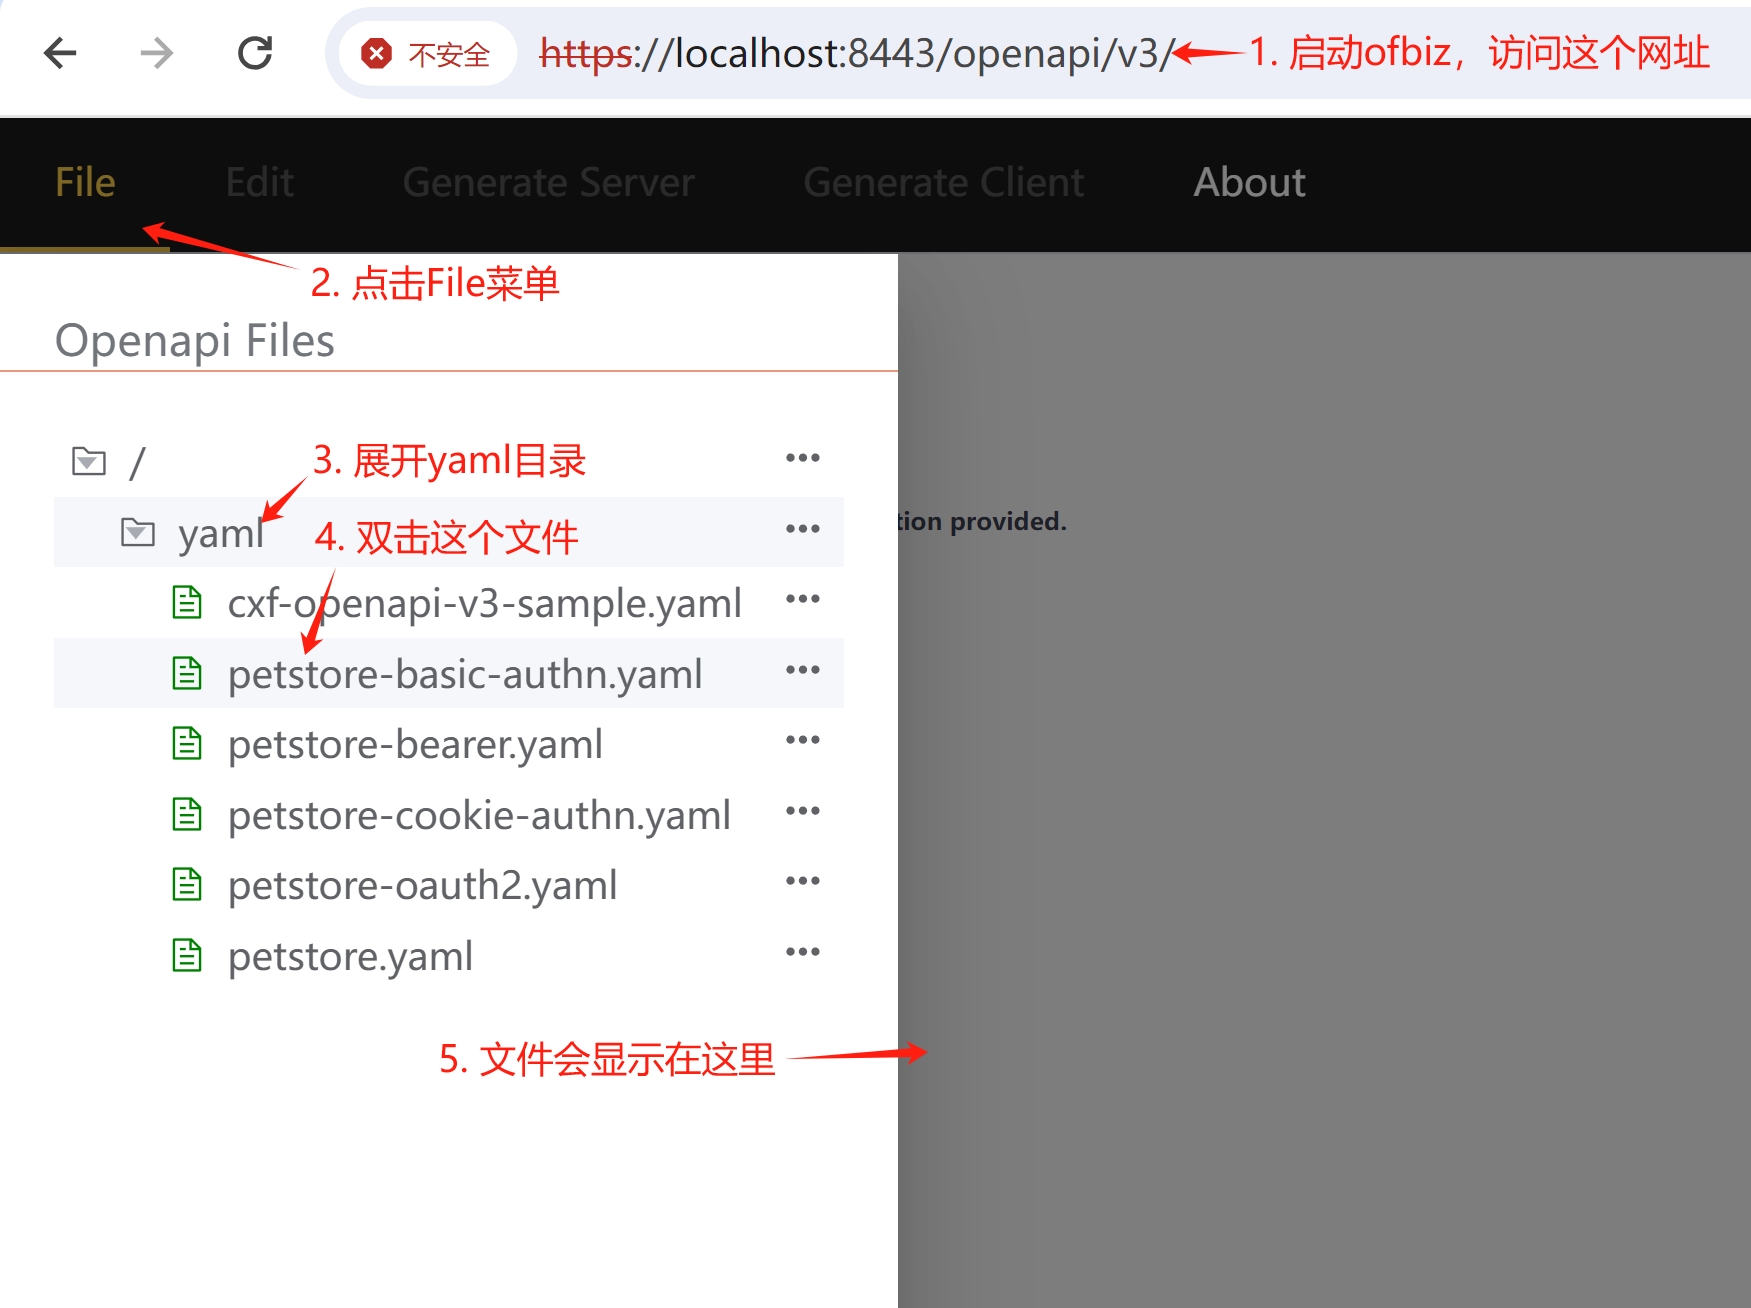 不安全 https://localhost:8443/openapi/v3/ 1. 启动ofbiz，访问这个网址
File Edit Generate Server Generate Client About
2. 点击File菜单
Openapi Files
/ 3. 展开yaml目录
yaml 4. 双击这个文件
tion provided.
cxf-openapi-v3-sample.yaml
petstore-basic-authn.yaml
petstore-bearer.yaml
petstore-cookie-authn.yaml
petstore-oauth2.yaml
petstore.yaml
5. 文件会显示在这里